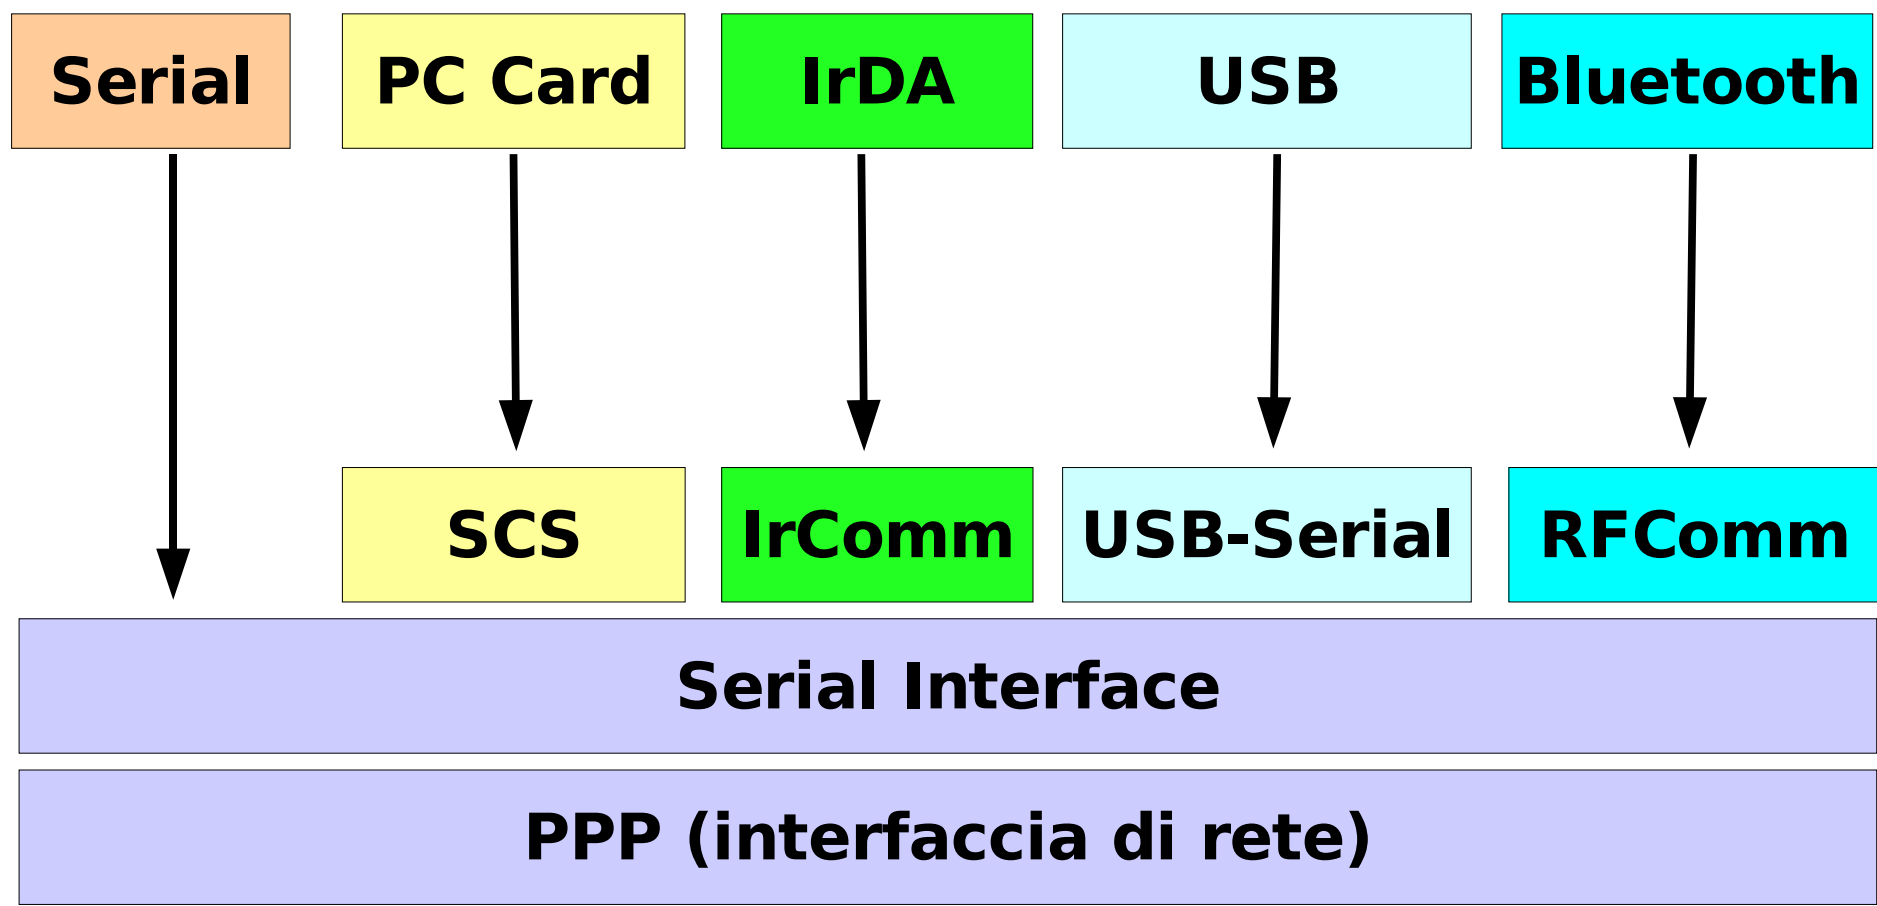 Serial
PC Card
IrDA
USB
Bluetooth
SCS
IrComm
USB-Serial
RFComm
Serial Interface
PPP (interfaccia di rete)